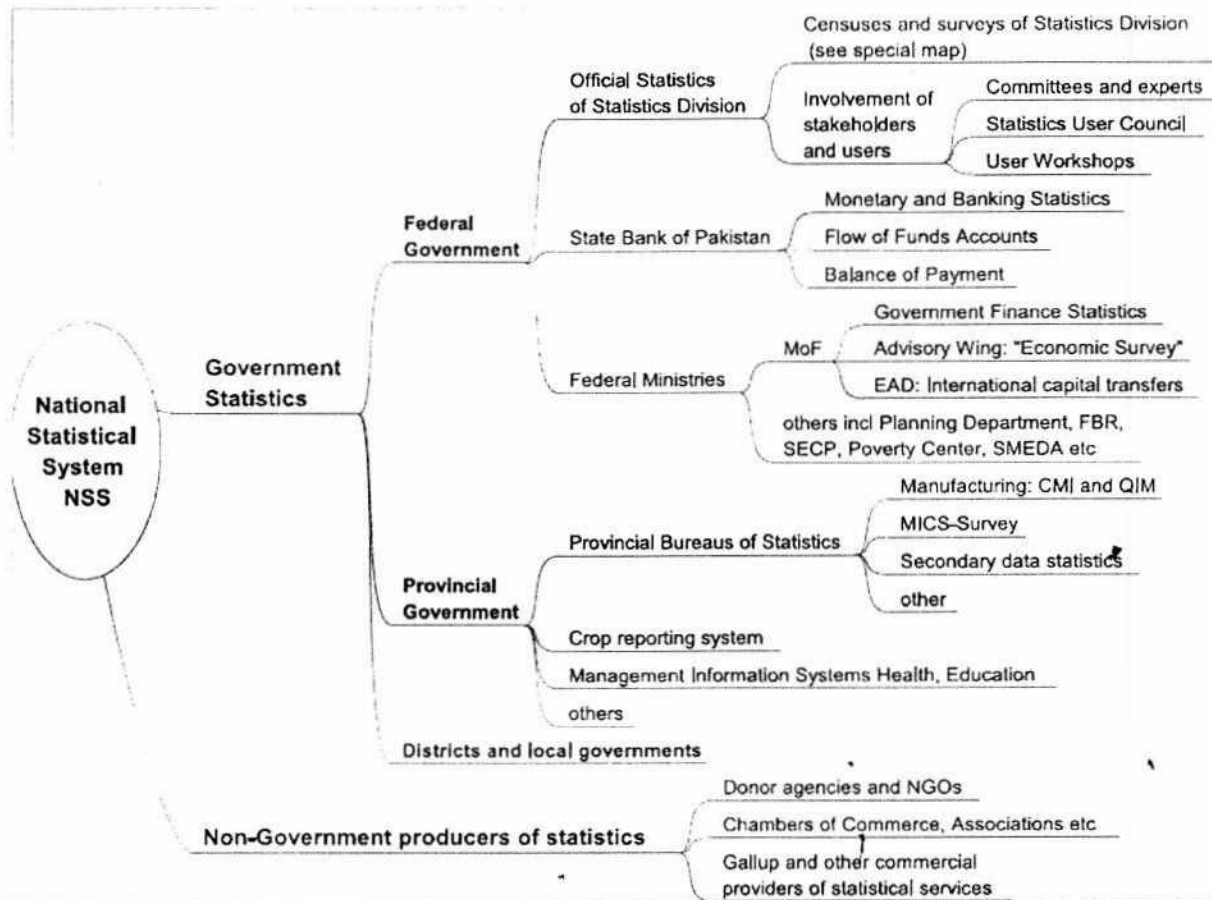 National
Statistical
System
NSS
Government
Statistics
Federal
Government
Official Statistics
of Statistics Division
Censuses and surveys of Statistics Division
(see special map)
Involvement of
stakeholders
and users
Committees and experts
Statistics User Council
User Workshops
State Bank of Pakistan
Monetary and Banking Statistics
Flow of Funds Accounts
Balance of Payment
Federal Ministries
MoF
Government Finance Statistics
Advisory Wing: "Economic Survey"
EAD: International capital transfers
others incl Planning Department, FBR,
SECP, Poverty Center, SMEDA etc
Provincial
Government
Provincial Bureaus of Statistics
Manufacturing: CMI and QIM
MICS-Survey
Secondary data statistics
other
Crop reporting system
Management Information Systems Health, Education
others
Districts and local governments
Non-Government producers of statistics
Donor agencies and NGOs
Chambers of Commerce, Associations etc
Gallup and other commercial
providers of statistical services